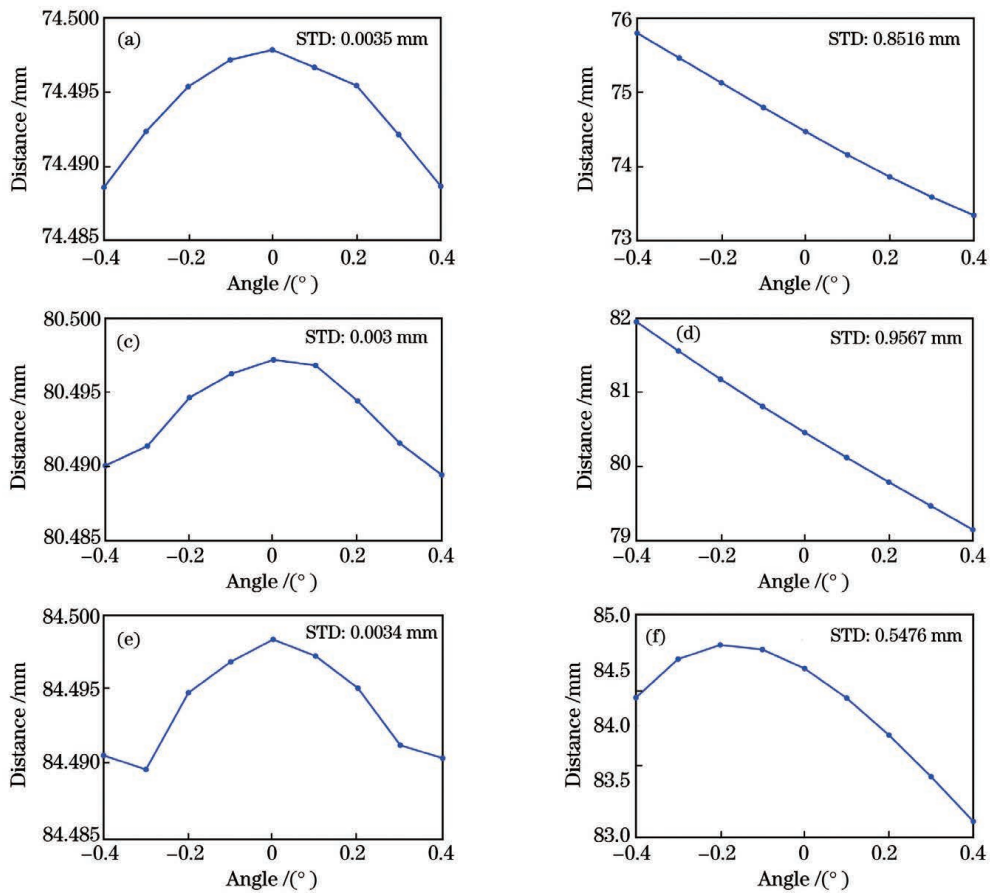 (a)
STD: 0.0035 mm
Distance /mm
74.500
74.495
74.490
74.485
−0.4 −0.2 0 0.2 0.4
Angle /(° )
STD: 0.8516 mm
Distance /mm
76
75
74
73
−0.4 −0.2 0 0.2 0.4
Angle /(° )
(c)
STD: 0.003 mm
Distance /mm
80.500
80.495
80.490
80.485
−0.4 −0.2 0 0.2 0.4
Angle /(° )
(d)
STD: 0.9567 mm
Distance /mm
82
81
80
79
−0.4 −0.2 0 0.2 0.4
Angle /(° )
(e)
STD: 0.0034 mm
Distance /mm
84.500
84.495
84.490
84.485
−0.4 −0.2 0 0.2 0.4
Angle /(° )
(f)
STD: 0.5476 mm
Distance /mm
85.0
84.5
84.0
83.5
83.0
−0.4 −0.2 0 0.2 0.4
Angle /(° )